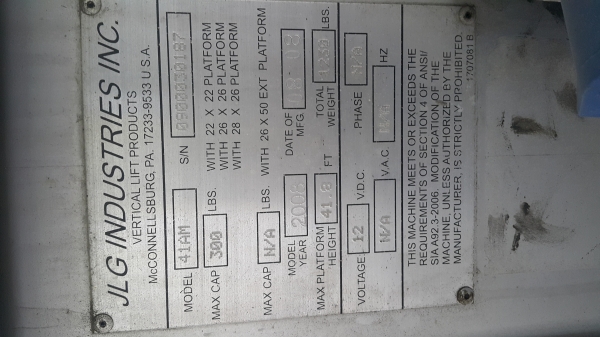 JLG INDUSTRIES INC.
VERTICAL LIFT PRODUCTS
McCONNELLSBURG, PA. 17233-9533 U S A.
MODEL 41AM S/N 0900030187
MAX CAP 300 LBS. WITH 22 X 22 PLATFORM
WITH 26 X 26 PLATFORM
WITH 28 X 26 PLATFORM
MAX CAP N/A LBS. WITH 26 X 50 EXT PLATFORM
MODEL YEAR 2008 DATE OF MFG.
MAX PLATFORM HEIGHT 41.8 FT TOTAL WEIGHT LBS.
VOLTAGE 12 V.D.C. PHASE N/A
N/A V.A.C. HZ
THIS MACHINE MEETS OR EXCEEDS THE
REQUIREMENTS OF SECTION 4 OF ANSI/
SIA A92.3-2006. MODIFICATION OF THE
MACHINE, UNLESS AUTHORIZED BY THE
MANUFACTURER, IS STRICTLY PROHIBITED.
1707081 B